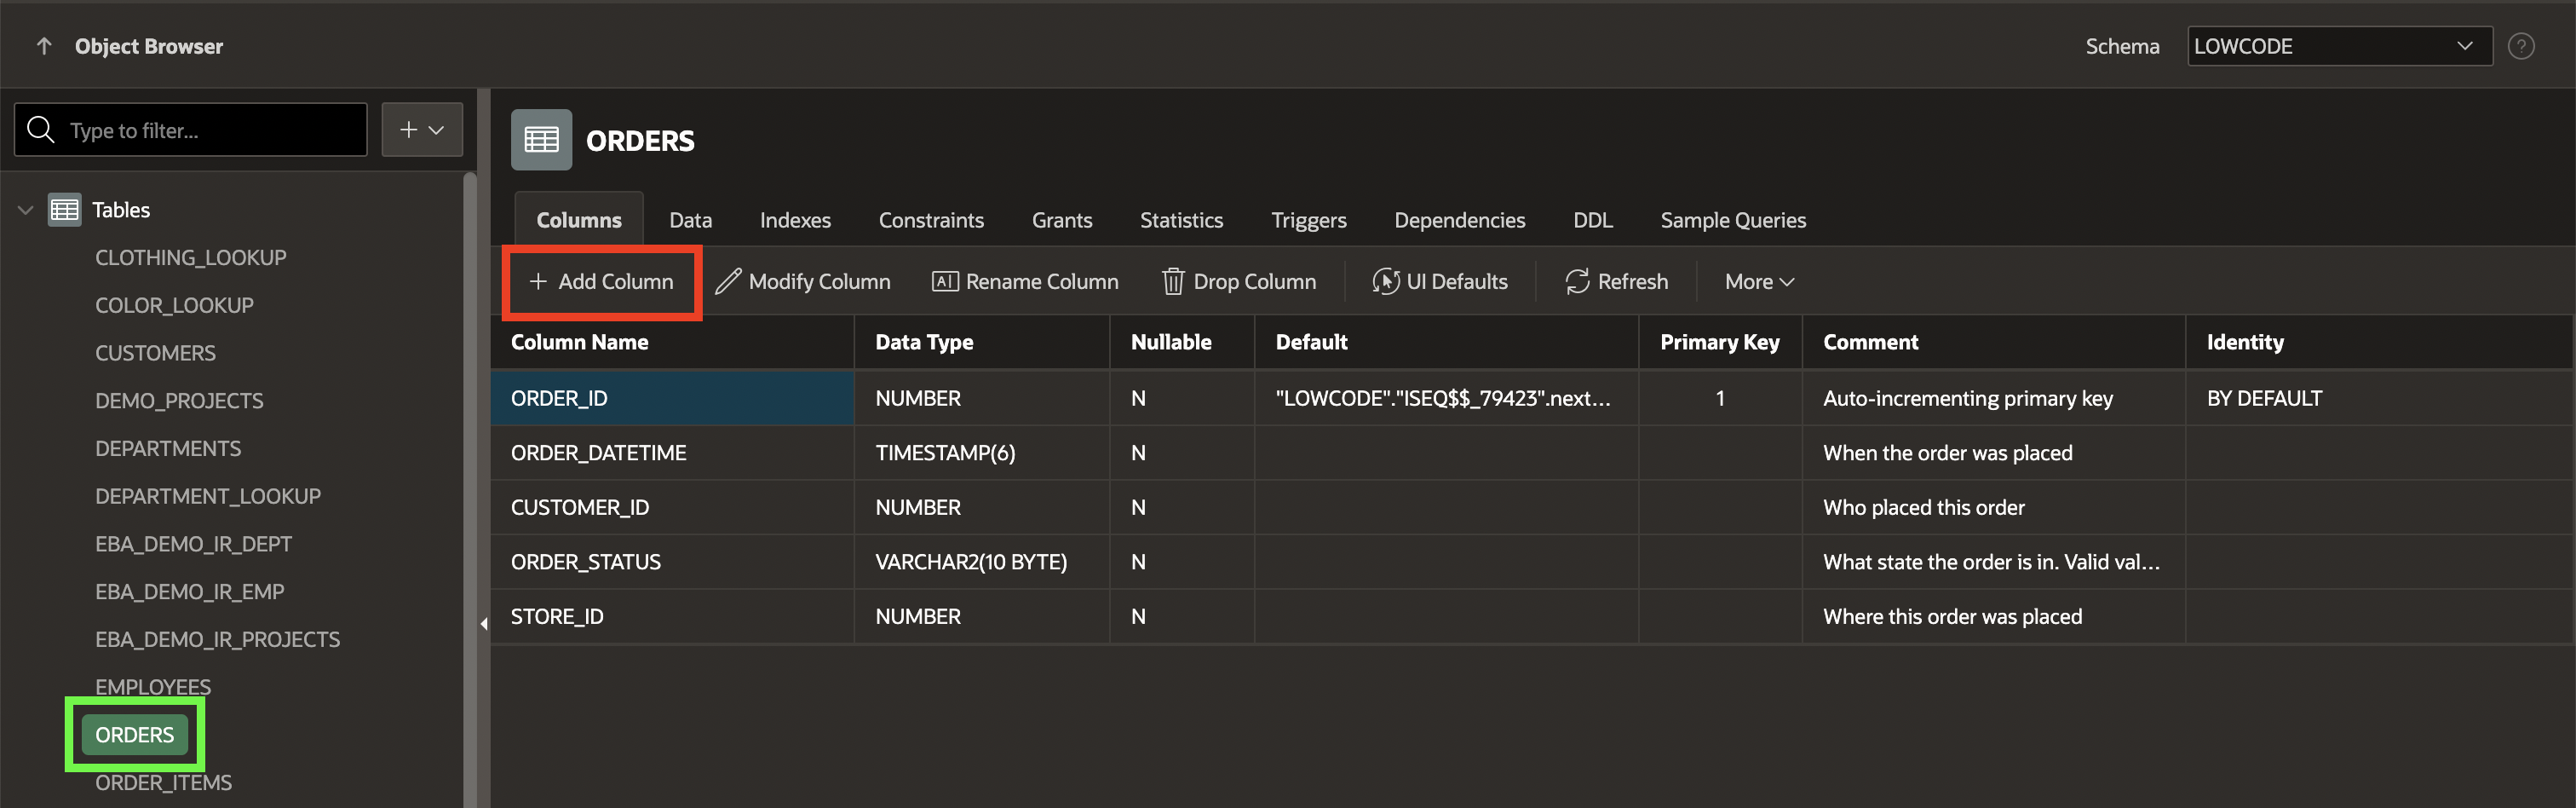 Object Browser
Schema LOWCODE
Type to filter...
Tables
CLOTHING_LOOKUP
COLOR_LOOKUP
CUSTOMERS
DEMO_PROJECTS
DEPARTMENTS
DEPARTMENT_LOOKUP
EBA_DEMO_IR_DEPT
EBA_DEMO_IR_EMP
EBA_DEMO_IR_PROJECTS
EMPLOYEES
ORDERS
ORDER_ITEMS
ORDERS
Columns Data Indexes Constraints Grants Statistics Triggers Dependencies DDL Sample Queries
+ Add Column Modify Column Rename Column Drop Column UI Defaults Refresh More
Column Name Data Type Nullable Default Primary Key Comment Identity
ORDER_ID NUMBER N "LOWCODE"."ISEQ$$_79423".next... 1 Auto-incrementing primary key BY DEFAULT
ORDER_DATETIME TIMESTAMP(6) N When the order was placed
CUSTOMER_ID NUMBER N Who placed this order
ORDER_STATUS VARCHAR2(10 BYTE) N What state the order is in. Valid val...
STORE_ID NUMBER N Where this order was placed